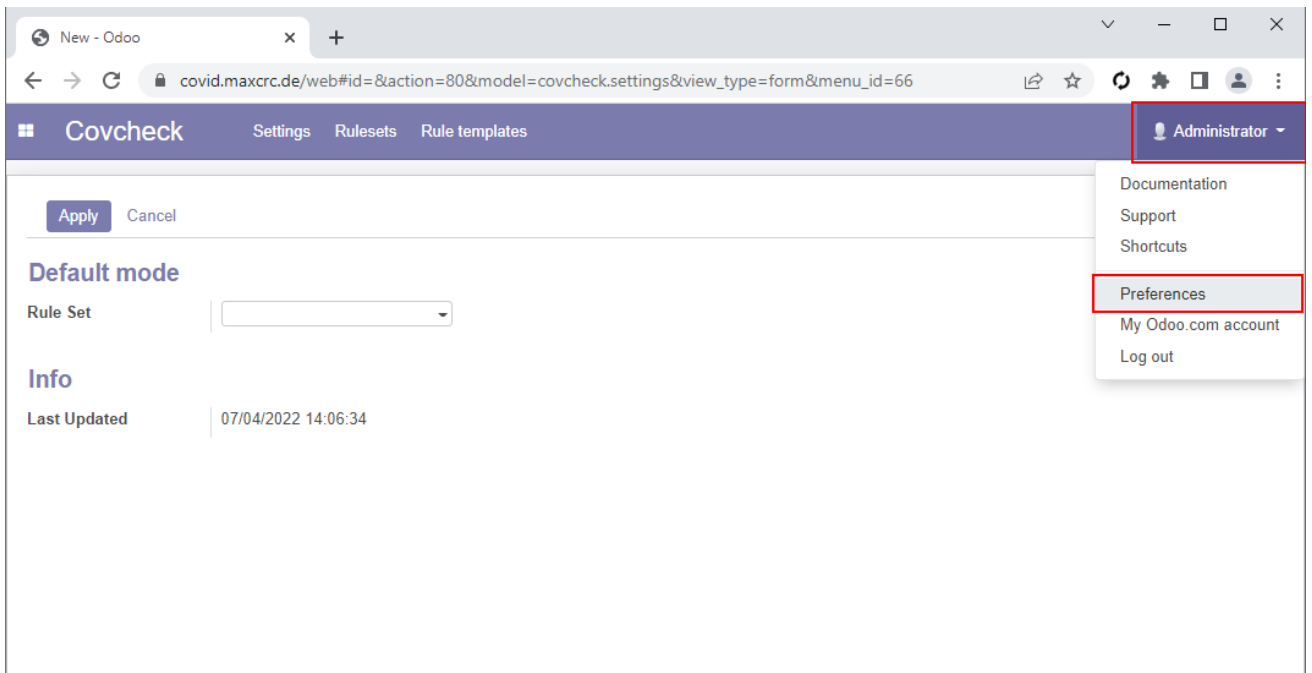 New - Odoo
covid.maxcrc.de/web#id=&action=80&model=covcheck.settings&view_type=form&menu_id=66
Covcheck Settings Rulesets Rule templates Administrator
Documentation
Support
Shortcuts
Preferences
My Odoo.com account
Log out
Apply Cancel
Default mode
Rule Set
Info
Last Updated 07/04/2022 14:06:34